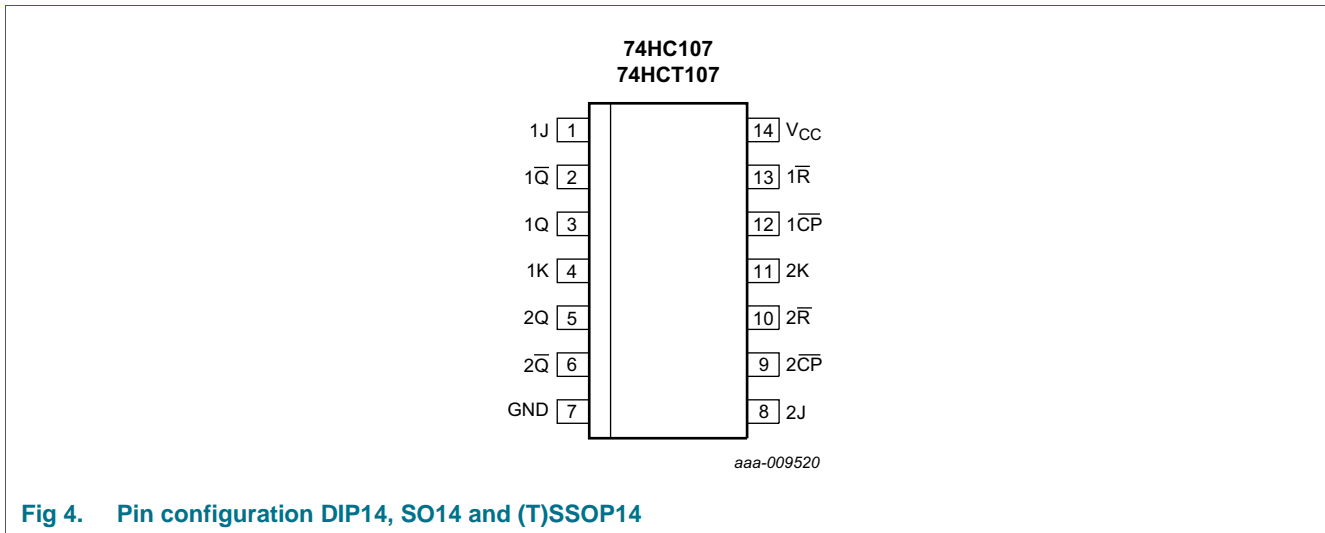 74HC107
74HCT107
1J 1 14 V_CC
1Q̅ 2 13 1R̅
1Q 3 12 1C̅P̅
1K 4 11 2K
2Q 5 10 2R̅
2Q̅ 6 9 2C̅P̅
GND 7 8 2J
aaa-009520
Fig 4. Pin configuration DIP14, SO14 and (T)SSOP14